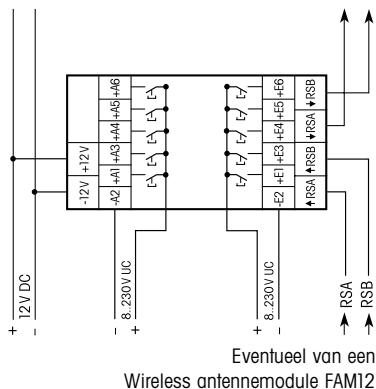 +A6
+A5
+A4
+A3
+A1
-A2
+12V
-12V
+E6
+E5
+E4
+E3
+E1
-E2
↓RSB
↓RSA
↑RSB
↑RSA
12V DC
+
-
8..230V UC
-
+
8..230V UC
+
-
RSA
RSB
Eventueel van een
Wireless antennemodule FAM12